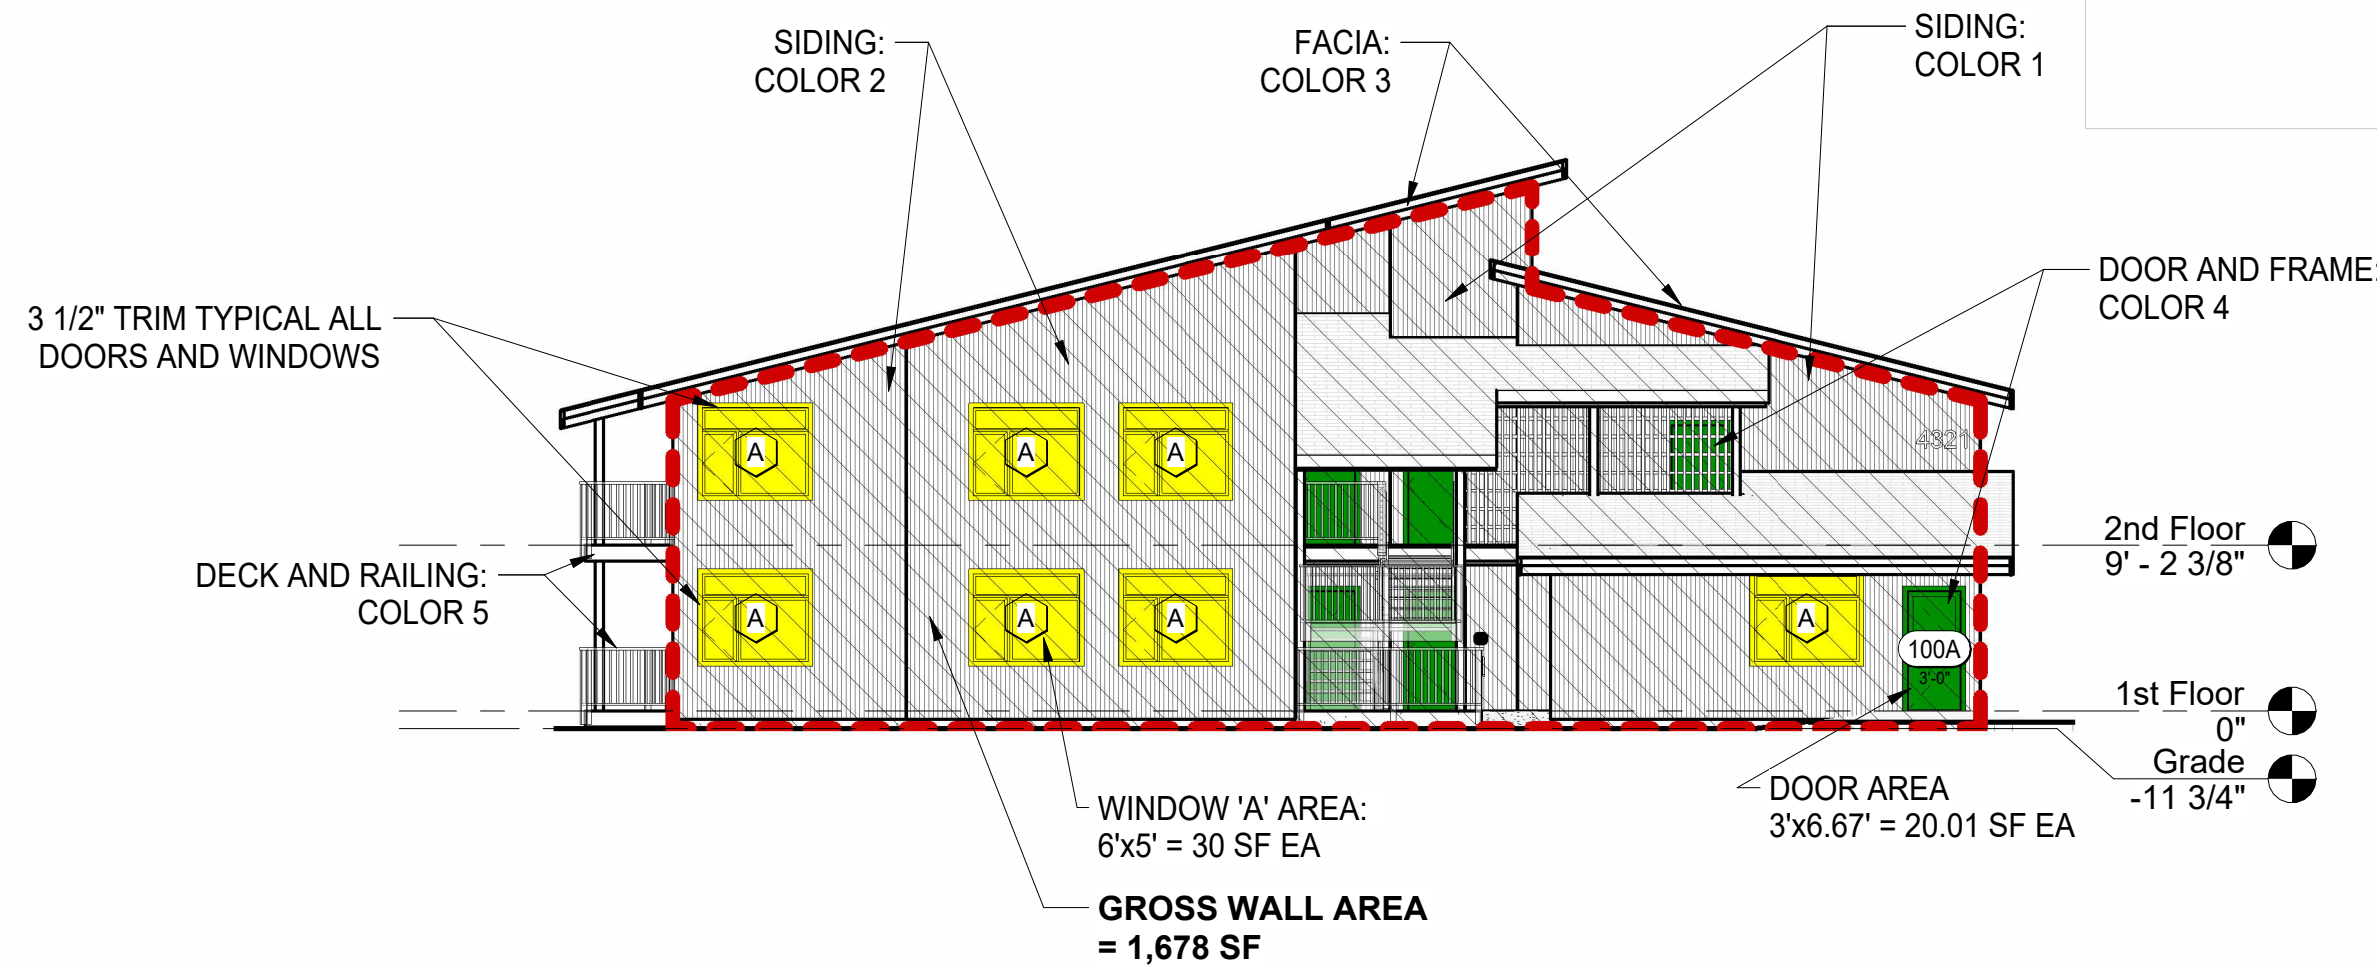 SIDING:
COLOR 2
FACIA:
COLOR 3
SIDING:
COLOR 1
3 1/2" TRIM TYPICAL ALL
DOORS AND WINDOWS
DOOR AND FRAME:
COLOR 4
A
A
A
4321
DECK AND RAILING:
COLOR 5
2nd Floor
9' - 2 3/8"
A
A
A
A
100A
3'-0"
1st Floor
0"
Grade
-11 3/4"
WINDOW 'A' AREA:
6'x5' = 30 SF EA
DOOR AREA
3'x6.67' = 20.01 SF EA
GROSS WALL AREA
= 1,678 SF